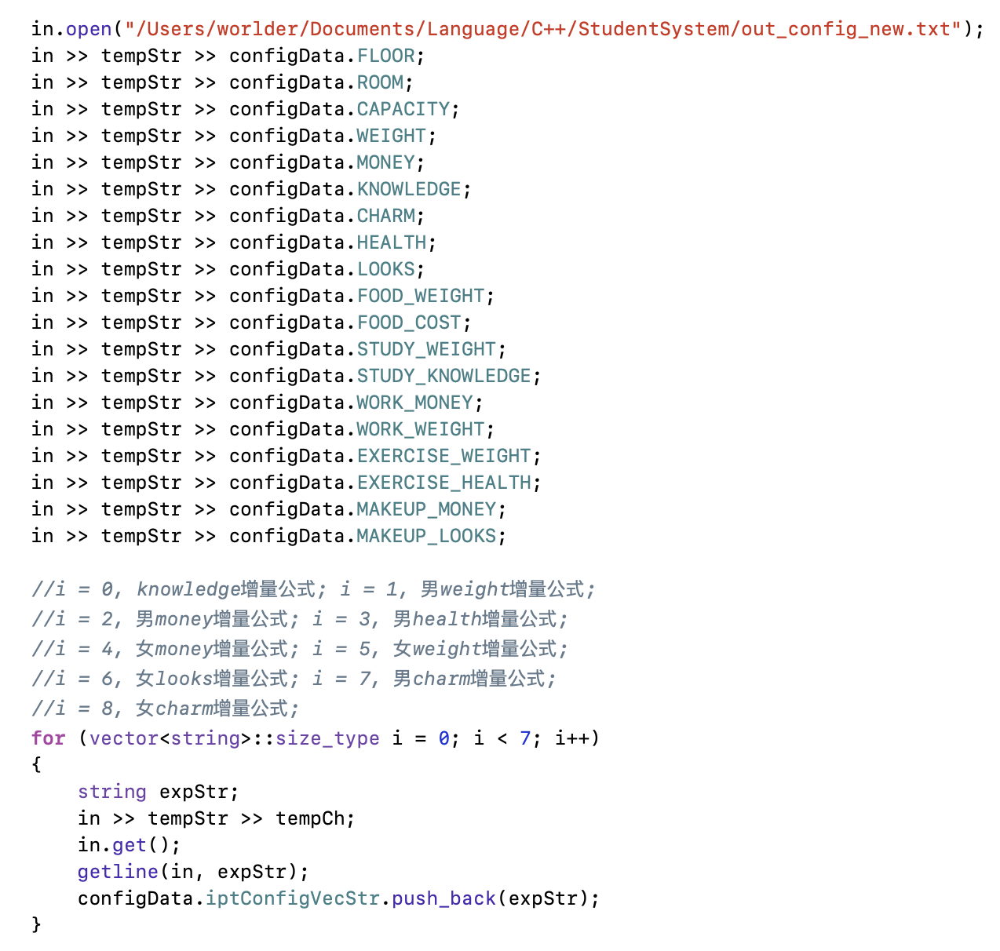 in.open("/Users/worlder/Documents/Language/C++/StudentSystem/out_config_new.txt");
in >> tempStr >> configData.FLOOR;
in >> tempStr >> configData.ROOM;
in >> tempStr >> configData.CAPACITY;
in >> tempStr >> configData.WEIGHT;
in >> tempStr >> configData.MONEY;
in >> tempStr >> configData.KNOWLEDGE;
in >> tempStr >> configData.CHARM;
in >> tempStr >> configData.HEALTH;
in >> tempStr >> configData.LOOKS;
in >> tempStr >> configData.FOOD_WEIGHT;
in >> tempStr >> configData.FOOD_COST;
in >> tempStr >> configData.STUDY_WEIGHT;
in >> tempStr >> configData.STUDY_KNOWLEDGE;
in >> tempStr >> configData.WORK_MONEY;
in >> tempStr >> configData.WORK_WEIGHT;
in >> tempStr >> configData.EXERCISE_WEIGHT;
in >> tempStr >> configData.EXERCISE_HEALTH;
in >> tempStr >> configData.MAKEUP_MONEY;
in >> tempStr >> configData.MAKEUP_LOOKS;

//i = 0, knowledge增量公式; i = 1, 男weight增量公式;
//i = 2, 男money增量公式; i = 3, 男health增量公式;
//i = 4, 女money增量公式; i = 5, 女weight增量公式;
//i = 6, 女looks增量公式; i = 7, 男charm增量公式;
//i = 8, 女charm增量公式;
for (vector<string>::size_type i = 0; i < 7; i++)
{
    string expStr;
    in >> tempStr >> tempCh;
    in.get();
    getline(in, expStr);
    configData.iptConfigVecStr.push_back(expStr);
}